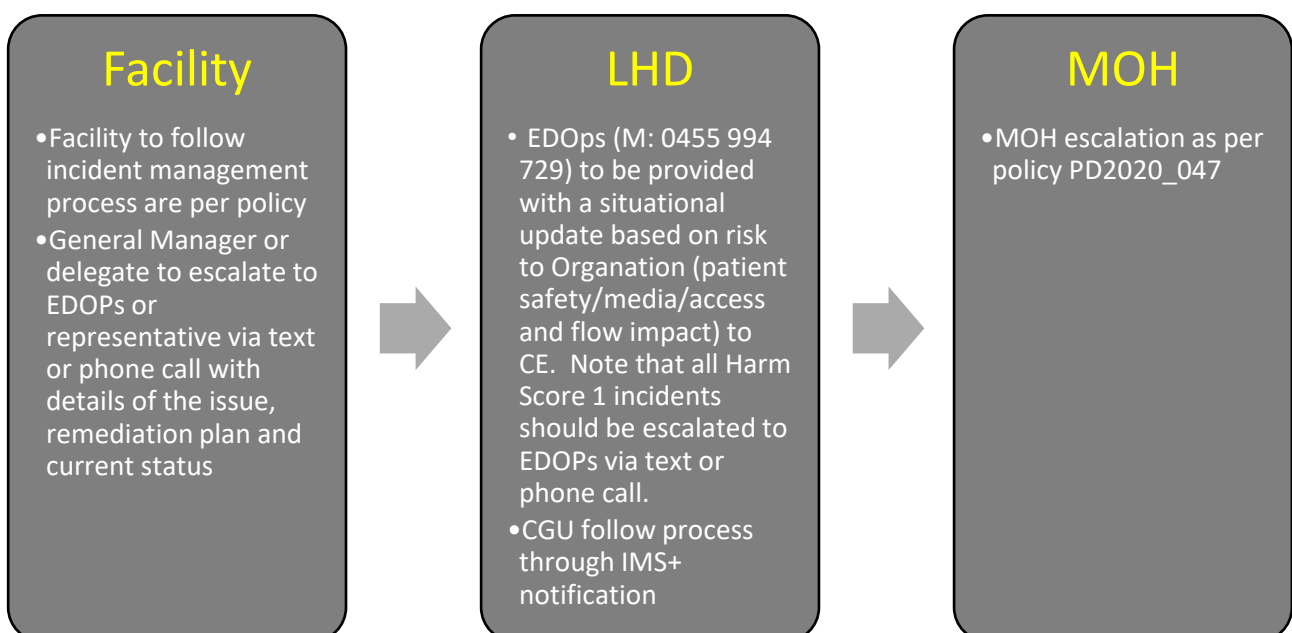 Facility
•Facility to follow
incident management
process are per policy
•General Manager or
delegate to escalate to
EDOPs or
representative via text
or phone call with
details of the issue,
remediation plan and
current status
LHD
• EDOps (M: 0455 994
729) to be provided
with a situational
update based on risk
to Organation (patient
safety/media/access
and flow impact) to
CE.  Note that all Harm
Score 1 incidents
should be escalated to
EDOPs via text or
phone call.
•CGU follow process
through IMS+
notification
MOH
•MOH escalation as per
policy PD2020_047